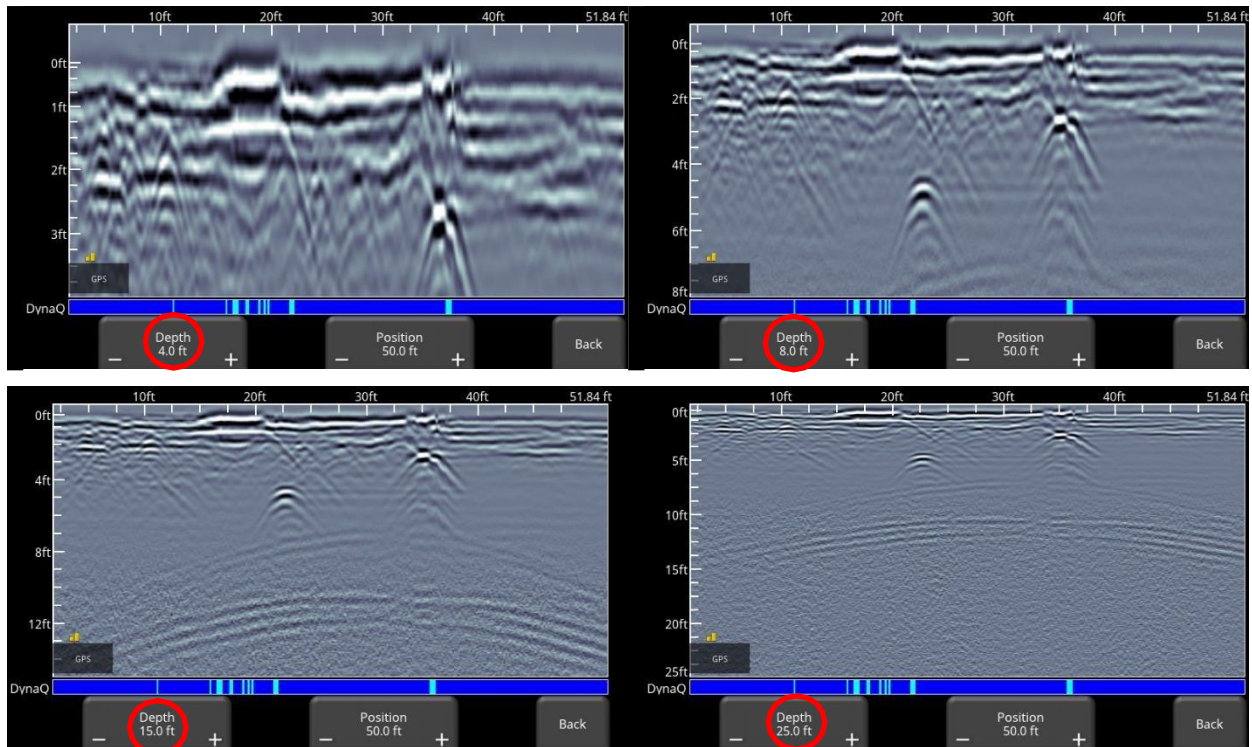 10ft 20ft 30ft 40ft 51.84 ft
0ft
1ft
2ft
3ft
GPS
DynaQ
Depth
4.0 ft
Position
50.0 ft
− + − +
Back
10ft 20ft 30ft 40ft 51.84 ft
0ft
2ft
4ft
6ft
8ft
GPS
DynaQ
Depth
8.0 ft
Position
50.0 ft
− + − +
Back
10ft 20ft 30ft 40ft 51.84 ft
0ft
4ft
8ft
12ft
GPS
DynaQ
Depth
15.0 ft
Position
50.0 ft
− + − +
Back
10ft 20ft 30ft 40ft 51.84 ft
0ft
5ft
10ft
15ft
20ft
25ft
GPS
DynaQ
Depth
25.0 ft
Position
50.0 ft
− + − +
Back